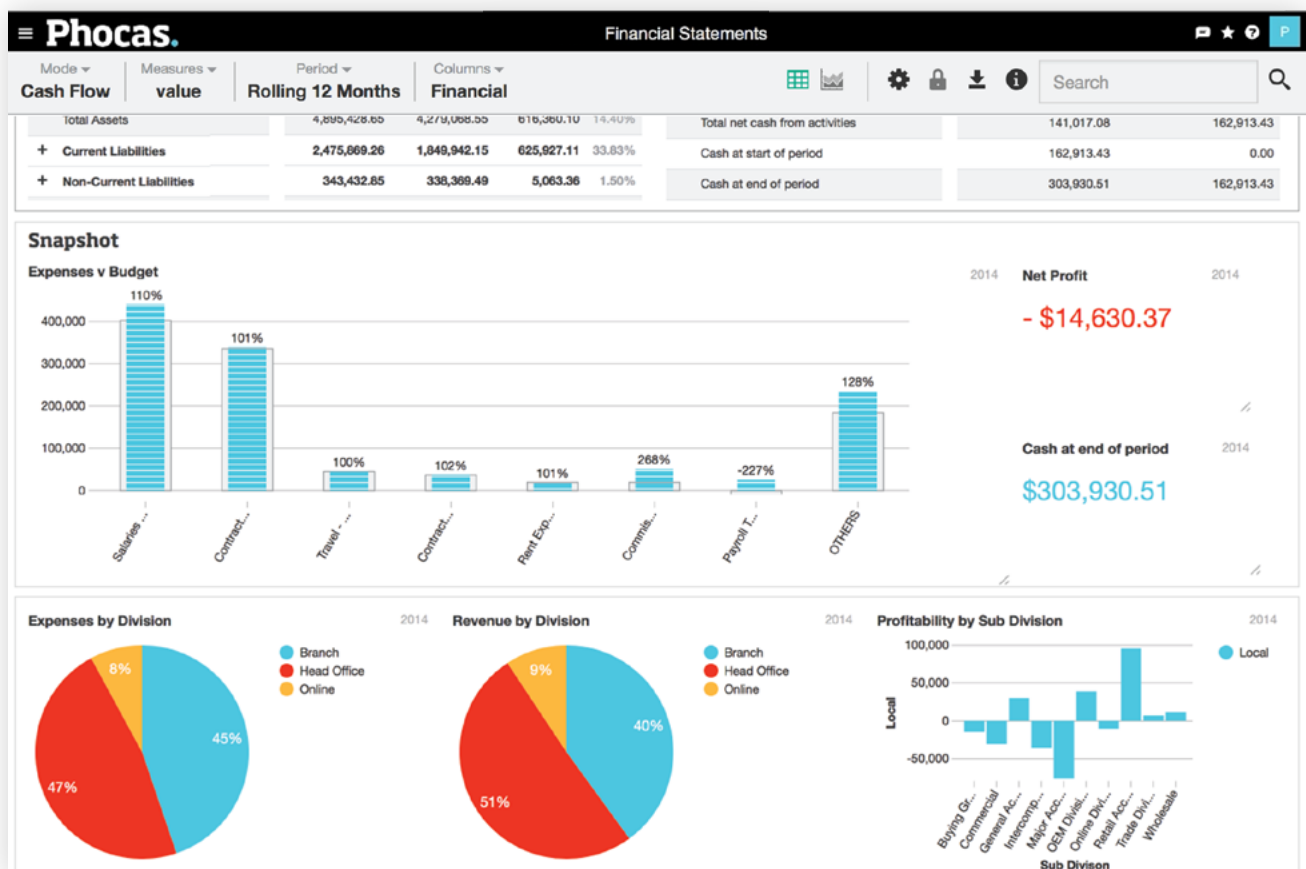 Phocas.
Financial Statements
P
Mode
Cash Flow
Measures
value
Period
Rolling 12 Months
Columns
Financial
Search
Total Assets 4,895,428.65 4,279,068.55 616,360.10 14.40%
+ Current Liabilities 2,475,869.26 1,849,942.15 625,927.11 33.83%
+ Non-Current Liabilities 343,432.85 338,369.49 5,063.36 1.50%
Total net cash from activities 141,017.08 162,913.43
Cash at start of period 162,913.43 0.00
Cash at end of period 303,930.51 162,913.43
Snapshot
Expenses v Budget 2014
400,000
300,000
200,000
100,000
0
110%
101%
100%
102%
101%
268%
-227%
128%
Salaries ...
Contract...
Travel - ...
Contract...
Rent Exp...
Commis...
Payroll T...
OTHERS
Net Profit 2014
- $14,630.37
Cash at end of period 2014
$303,930.51
Expenses by Division 2014
8%
45%
47%
Branch
Head Office
Online
Revenue by Division 2014
9%
40%
51%
Branch
Head Office
Online
Profitability by Sub Division 2014
100,000
50,000
0
-50,000
Local
Local
Buying Gr...
Commercial
General Ac...
Intercomp...
Major Acc...
OEM Divisi...
Online Divi...
Retail Acc...
Trade Divi...
Wholesale
Sub Divison